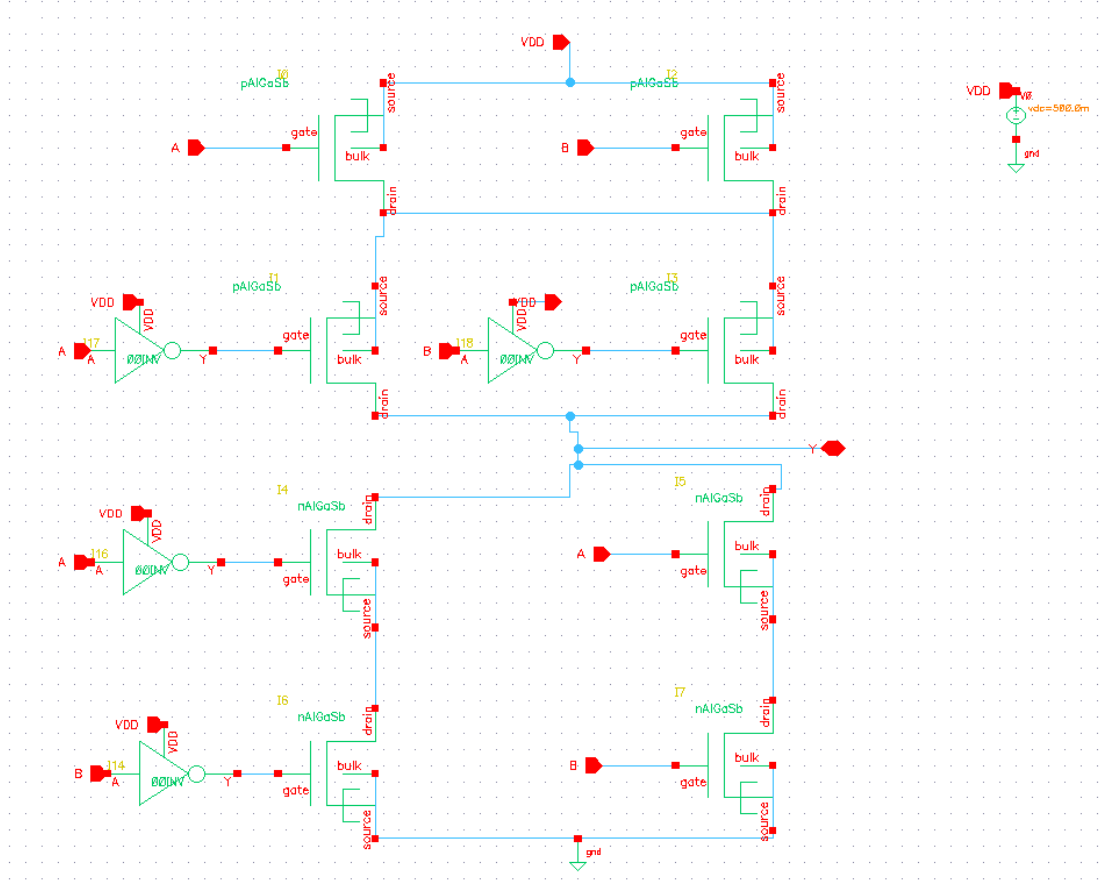 VDD
I0
pAlGaSb
source
gate
bulk
drain
A
I2
pAlGaSb
source
gate
bulk
drain
B
VDD
V0
vdc=500.0m
gnd
I1
pAlGaSb
source
gate
bulk
drain
VDD
VDD
A
I17
A
00INV
Y
I3
pAlGaSb
source
gate
bulk
drain
VDD
VDD
B
I18
A
00INV
Y
Y
I4
nAlGaSb
drain
bulk
gate
source
VDD
VDD
A
I16
A
00INV
Y
I5
nAlGaSb
drain
bulk
gate
source
A
I6
nAlGaSb
drain
bulk
gate
source
VDD
VDD
B
I14
A
00INV
Y
I7
nAlGaSb
drain
bulk
gate
source
B
gnd